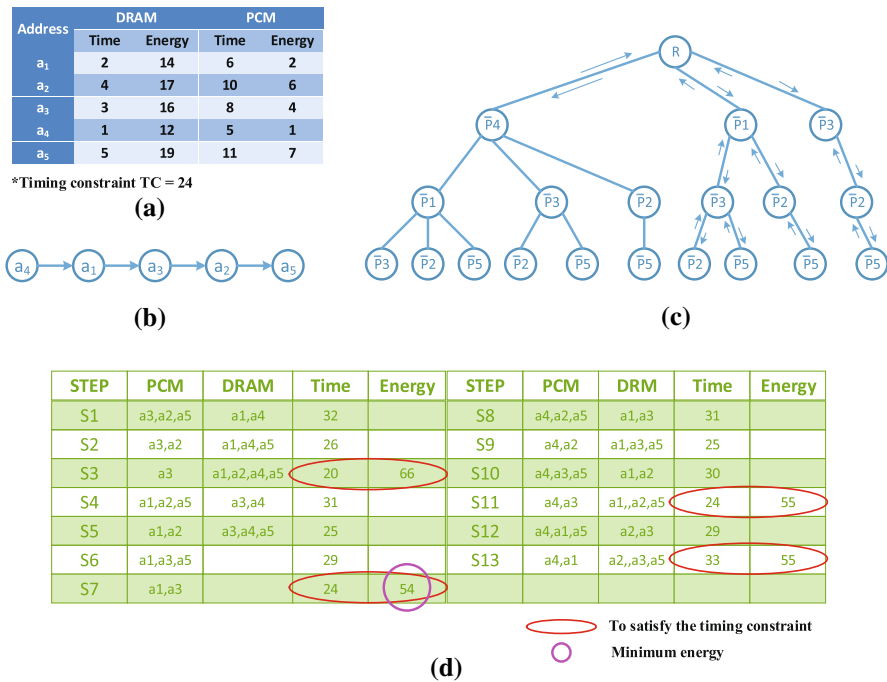 (a)
Address DRAM PCM
Time Energy Time Energy
a1 2 14 6 2
a2 4 17 10 6
a3 3 16 8 4
a4 1 12 5 1
a5 5 19 11 7
*Timing constraint TC = 24
(b)
a4 a1 a3 a2 a5
(c)
R
P̄4 P̄1 P̄3
P̄1 P̄3 P̄2 P̄3 P̄2 P̄2
P̄3 P̄2 P̄5 P̄2 P̄5 P̄5 P̄2 P̄5 P̄5 P̄5
STEP PCM DRAM Time Energy STEP PCM DRM Time Energy
S1 a3,a2,a5 a1,a4 32 S8 a4,a2,a5 a1,a3 31
S2 a3,a2 a1,a4,a5 26 S9 a4,a2 a1,a3,a5 25
S3 a3 a1,a2,a4,a5 20 66 S10 a4,a3,a5 a1,a2 30
S4 a1,a2,a5 a3,a4 31 S11 a4,a3 a1,,a2,a5 24 55
S5 a1,a2 a3,a4,a5 25 S12 a4,a1,a5 a2,a3 29
S6 a1,a3,a5 29 S13 a4,a1 a2,,a3,a5 33 55
S7 a1,a3 24 54
To satisfy the timing constraint
Minimum energy
(d)